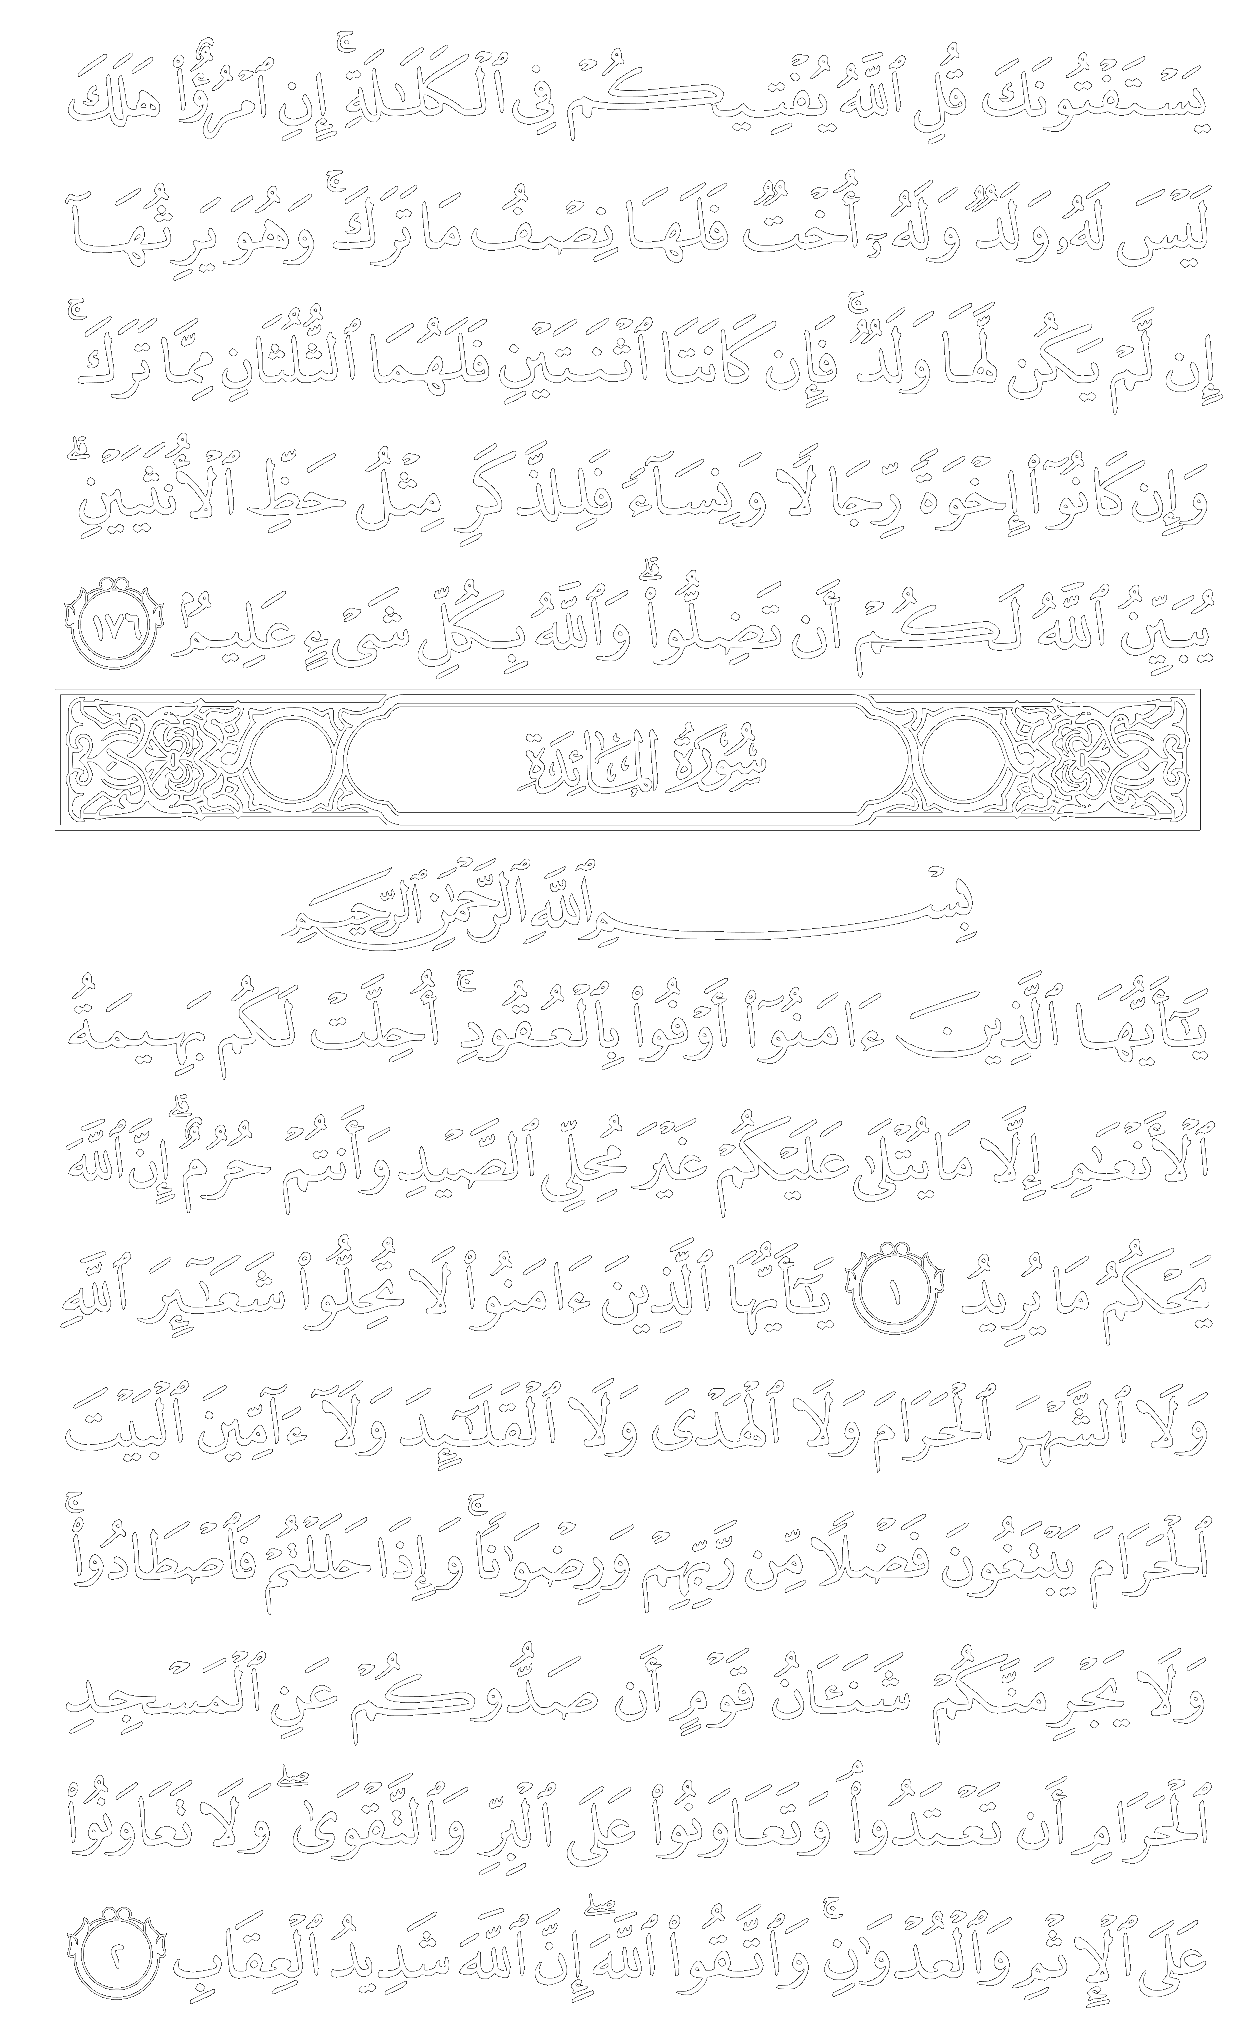 يَسْتَفْتُونَكَ قُلِ ٱللَّهُ يُفْتِيكُمْ فِى ٱلْكَلَـٰلَةِ ۚ إِنِ ٱمْرُؤٌا۟ هَلَكَ
لَيْسَ لَهُۥ وَلَدٌ وَلَهُۥٓ أُخْتٌ فَلَهَا نِصْفُ مَا تَرَكَ ۚ وَهُوَ يَرِثُهَآ
إِن لَّمْ يَكُن لَّهَا وَلَدٌ ۚ فَإِن كَانَتَا ٱثْنَتَيْنِ فَلَهُمَا ٱلثُّلُثَانِ مِمَّا تَرَكَ ۚ
وَإِن كَانُوٓا۟ إِخْوَةً رِّجَالًا وَنِسَآءً فَلِلذَّكَرِ مِثْلُ حَظِّ ٱلْأُنثَيَيْنِ ۗ
يُبَيِّنُ ٱللَّهُ لَكُمْ أَن تَضِلُّوا۟ ۗ وَٱللَّهُ بِكُلِّ شَىْءٍ عَلِيمٌۢ ١٧٦
سُورَةُ المَائِدَةِ
بِسْمِ ٱللَّهِ ٱلرَّحْمَـٰنِ ٱلرَّحِيمِ
يَـٰٓأَيُّهَا ٱلَّذِينَ ءَامَنُوٓا۟ أَوْفُوا۟ بِٱلْعُقُودِ ۚ أُحِلَّتْ لَكُم بَهِيمَةُ
ٱلْأَنْعَـٰمِ إِلَّا مَا يُتْلَىٰ عَلَيْكُمْ غَيْرَ مُحِلِّى ٱلصَّيْدِ وَأَنتُمْ حُرُمٌ ۗ إِنَّ ٱللَّهَ
يَحْكُمُ مَا يُرِيدُ ١ يَـٰٓأَيُّهَا ٱلَّذِينَ ءَامَنُوا۟ لَا تُحِلُّوا۟ شَعَـٰٓئِرَ ٱللَّهِ
وَلَا ٱلشَّهْرَ ٱلْحَرَامَ وَلَا ٱلْهَدْىَ وَلَا ٱلْقَلَـٰٓئِدَ وَلَآ ءَآمِّينَ ٱلْبَيْتَ
ٱلْحَرَامَ يَبْتَغُونَ فَضْلًا مِّن رَّبِّهِمْ وَرِضْوَٰنًا ۚ وَإِذَا حَلَلْتُمْ فَٱصْطَادُوا۟ ۚ
وَلَا يَجْرِمَنَّكُمْ شَنَـَٔانُ قَوْمٍ أَن صَدُّوكُمْ عَنِ ٱلْمَسْجِدِ
ٱلْحَرَامِ أَن تَعْتَدُوا۟ ۘ وَتَعَاوَنُوا۟ عَلَى ٱلْبِرِّ وَٱلتَّقْوَىٰ ۖ وَلَا تَعَاوَنُوا۟
عَلَى ٱلْإِثْمِ وَٱلْعُدْوَٰنِ ۚ وَٱتَّقُوا۟ ٱللَّهَ ۖ إِنَّ ٱللَّهَ شَدِيدُ ٱلْعِقَابِ ٢